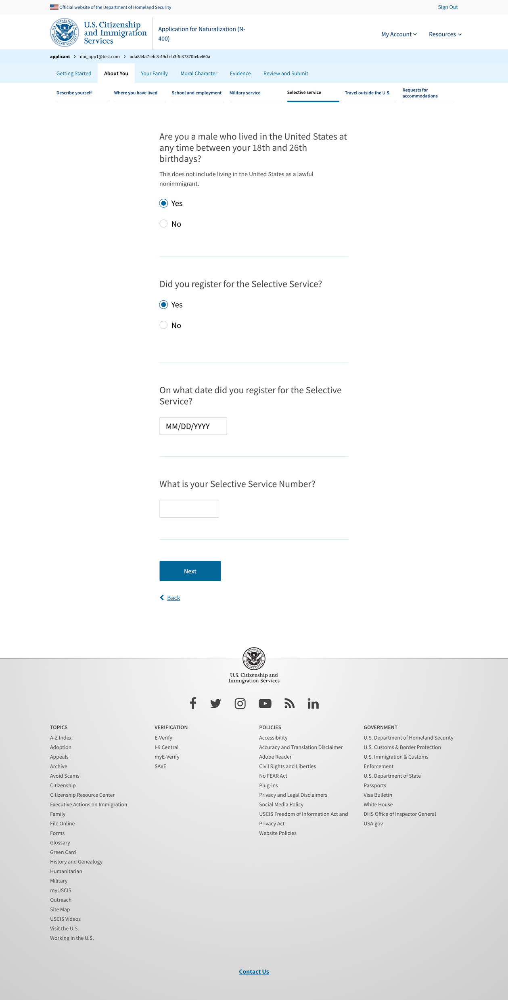 Official website of the Department of Homeland Security
Sign Out
U.S. Citizenship
and Immigration
Services
Application for Naturalization (N-
400)
My Account
Resources
applicant > dai_app1@test.com > ada844a7-efc8-49cb-b3f6-37370b4a460a
Getting Started
About You
Your Family
Moral Character
Evidence
Review and Submit
Describe yourself
Where you have lived
School and employment
Military service
Selective service
Travel outside the U.S.
Requests for
accommodations
Are you a male who lived in the United States at
any time between your 18th and 26th
birthdays?
This does not include living in the United States as a lawful
nonimmigrant.
Yes
No
Did you register for the Selective Service?
Yes
No
On what date did you register for the Selective
Service?
MM/DD/YYYY
What is your Selective Service Number?
Next
Back
U.S. Citizenship and
Immigration Services
TOPICS
A-Z Index
Adoption
Appeals
Archive
Avoid Scams
Citizenship
Citizenship Resource Center
Executive Actions on Immigration
Family
File Online
Forms
Glossary
Green Card
History and Genealogy
Humanitarian
Military
myUSCIS
Outreach
Site Map
USCIS Videos
Visit the U.S.
Working in the U.S.
VERIFICATION
E-Verify
I-9 Central
myE-Verify
SAVE
POLICIES
Accessibility
Accuracy and Translation Disclaimer
Adobe Reader
Civil Rights and Liberties
No FEAR Act
Plug-ins
Privacy and Legal Disclaimers
Social Media Policy
USCIS Freedom of Information Act and
Privacy Act
Website Policies
GOVERNMENT
U.S. Department of Homeland Security
U.S. Customs & Border Protection
U.S. Immigration & Customs
Enforcement
U.S. Department of State
Passports
Visa Bulletin
White House
DHS Office of Inspector General
USA.gov
Contact Us